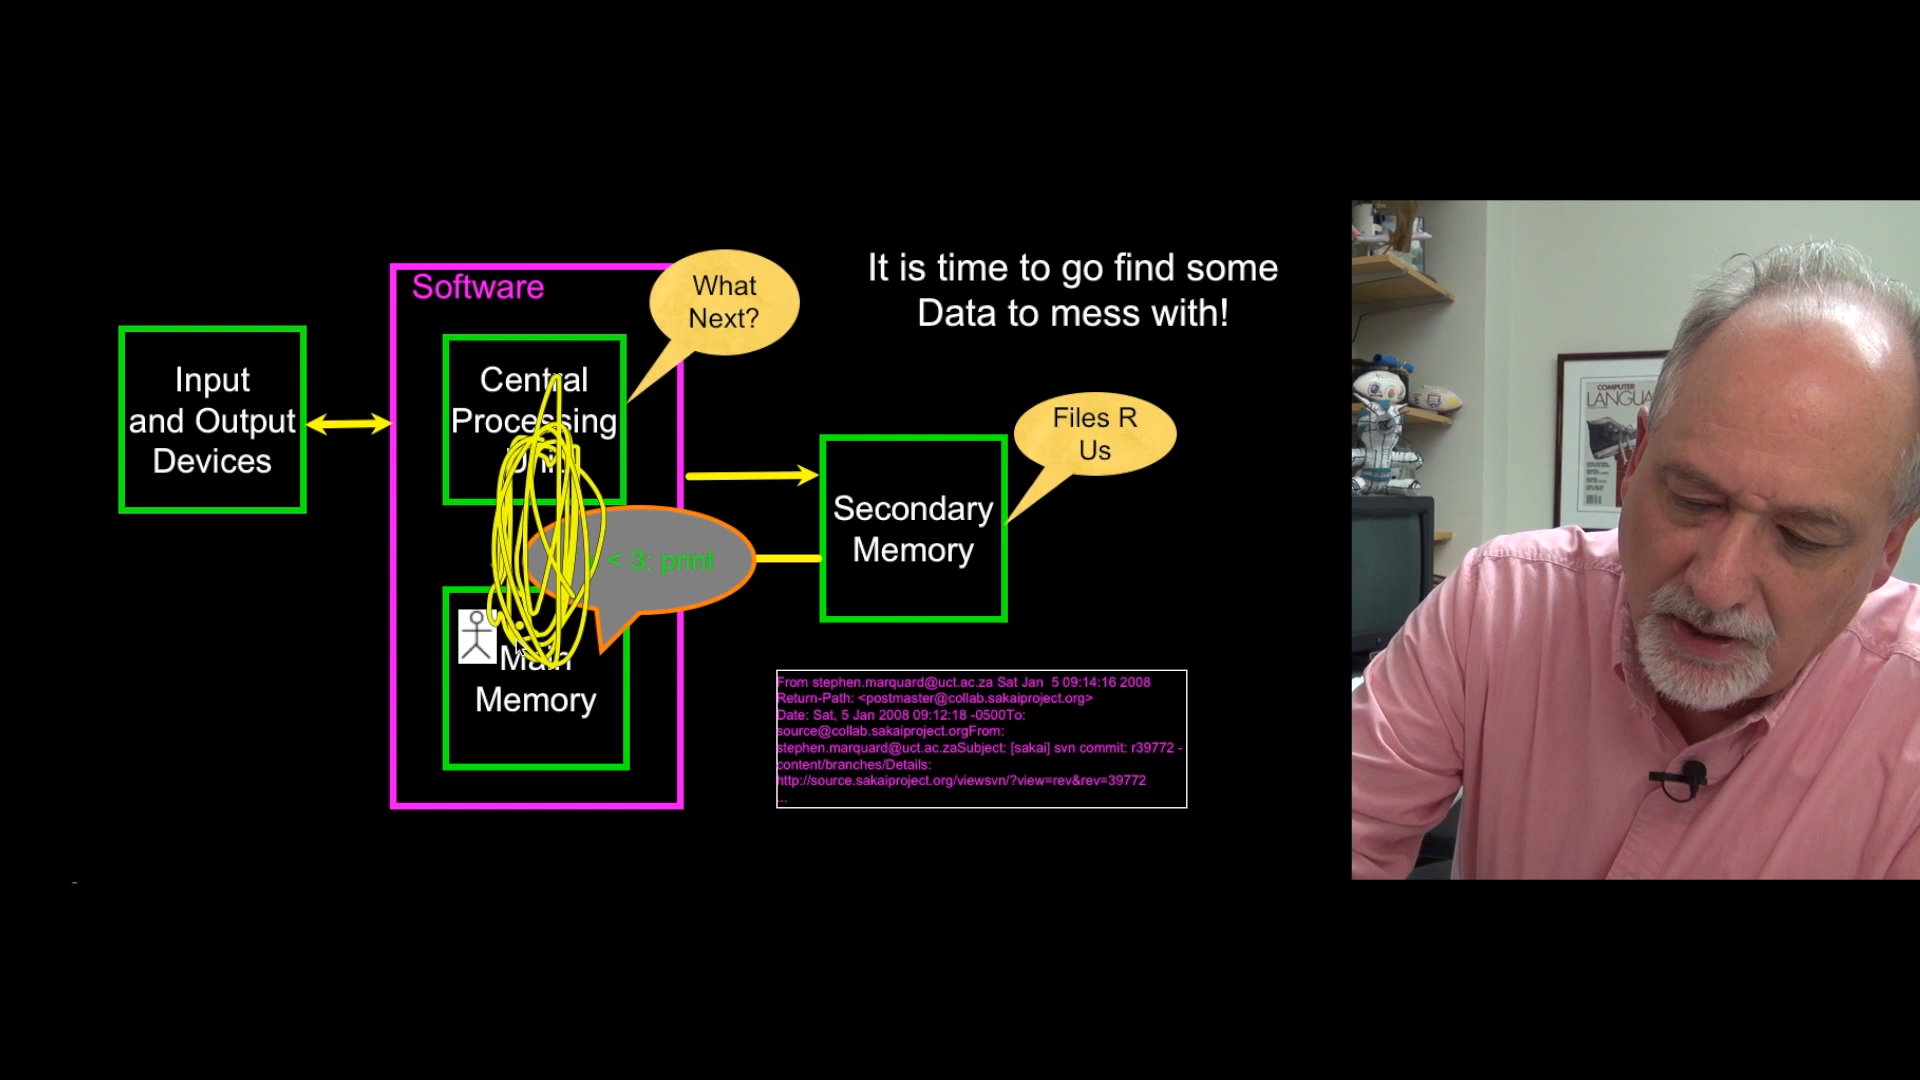 Software
What
Next?
It is time to go find some
Data to mess with!
Input
and Output
Devices
Central
Processing
Unit
Files R
Us
Secondary
Memory
< 3: print
Main
Memory
From stephen.marquard@uct.ac.za Sat Jan  5 09:14:16 2008
Return-Path: <postmaster@collab.sakaiproject.org>
Date: Sat, 5 Jan 2008 09:12:18 -0500To:
source@collab.sakaiproject.orgFrom:
stephen.marquard@uct.ac.zaSubject: [sakai] svn commit: r39772 -
content/branches/Details:
http://source.sakaiproject.org/viewsvn/?view=rev&rev=39772
...
COMPUTER